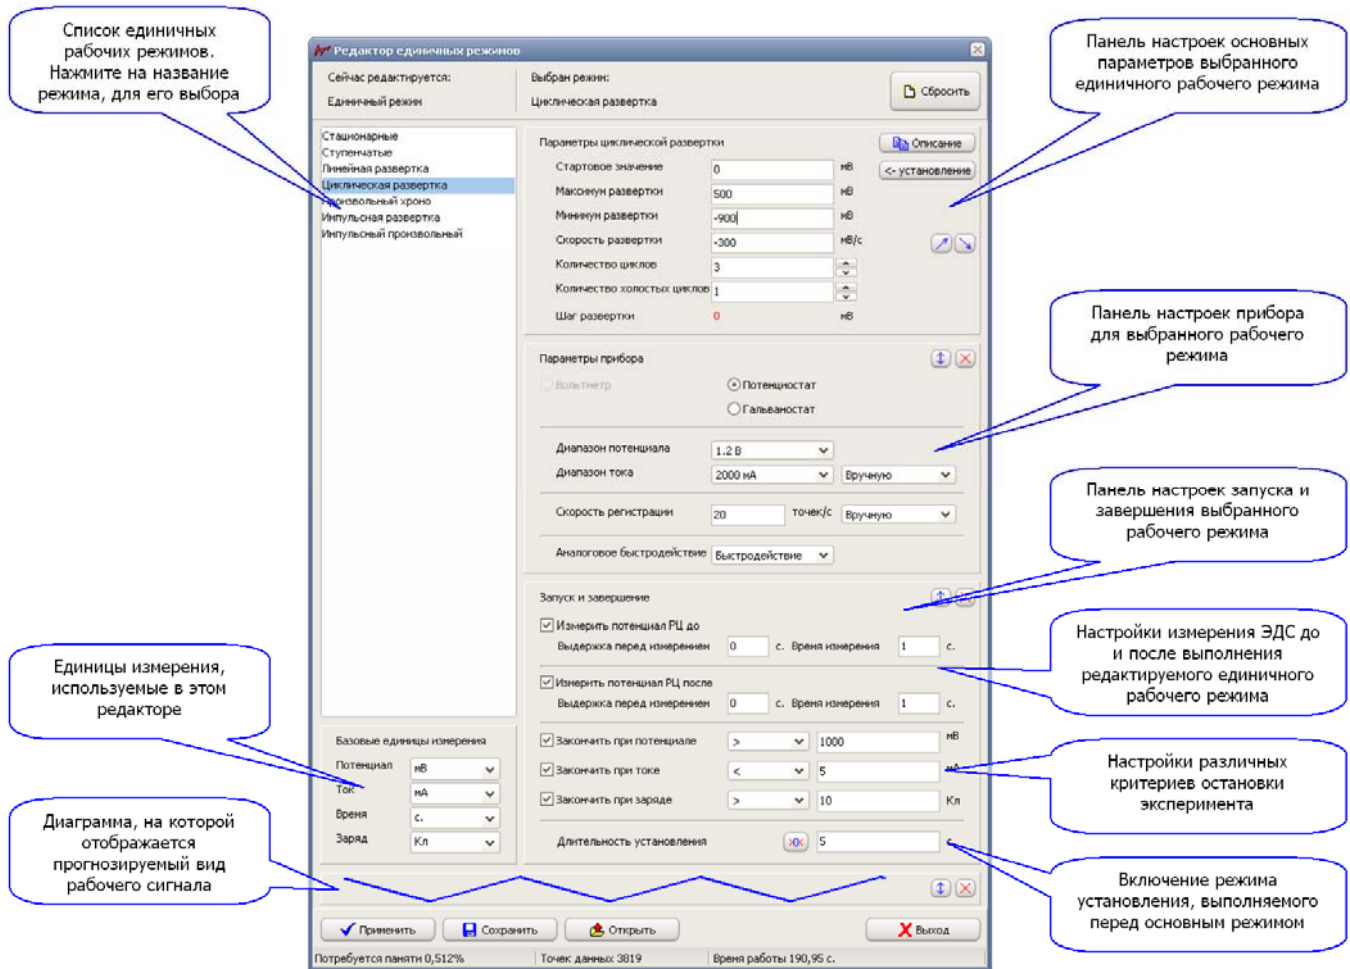 Список единичных
рабочих режимов.
Нажмите на название
режима, для его выбора
Редактор единичных режимов
Сейчас редактируется:
Выбран режим:
Единичный режим
Циклическая развертка
Сбросить
Панель настроек основных
параметров выбранного
единичного рабочего режима
Стационарные
Ступенчатые
Линейная развертка
Циклическая развертка
Произвольный хроно
Импульсная развертка
Импульсный произвольный
Параметры циклической развертки
Описание
Стартовое значение 0 мВ
<- установление
Максимум развертки 500 мВ
Минимум развертки -900 мВ
Скорость развертки -300 мВ/с
Количество циклов 3
Количество холостых циклов 1
Шаг развертки 0 мВ
Панель настроек прибора
для выбранного рабочего
режима
Параметры прибора
Вольтметр
Потенциостат
Гальваностат
Диапазон потенциала 1.2 В
Диапазон тока 2000 мА Вручную
Скорость регистрации 20 точек/с Вручную
Аналоговое быстродействие Быстродействие
Панель настроек запуска и
завершения выбранного
рабочего режима
Запуск и завершение
Измерить потенциал РЦ до
Выдержка перед измерением 0 с. Время измерения 1 с.
Измерить потенциал РЦ после
Выдержка перед измерением 0 с. Время измерения 1 с.
Настройки измерения ЭДС до
и после выполнения
редактируемого единичного
рабочего режима
Закончить при потенциале > 1000 мВ
Закончить при токе < 5 мА
Закончить при заряде > 10 Кл
Настройки различных
критериев остановки
эксперимента
Длительность установления >0< 5 с.
Включение режима
установления, выполняемого
перед основным режимом
Единицы измерения,
используемые в этом
редакторе
Базовые единицы измерения
Потенциал мВ
Ток мА
Время с.
Заряд Кл
Диаграмма, на которой
отображается
прогнозируемый вид
рабочего сигнала
Применить
Сохранить
Открыть
Выход
Потребуется памяти 0,512%
Точек данных 3819
Время работы 190,95 с.